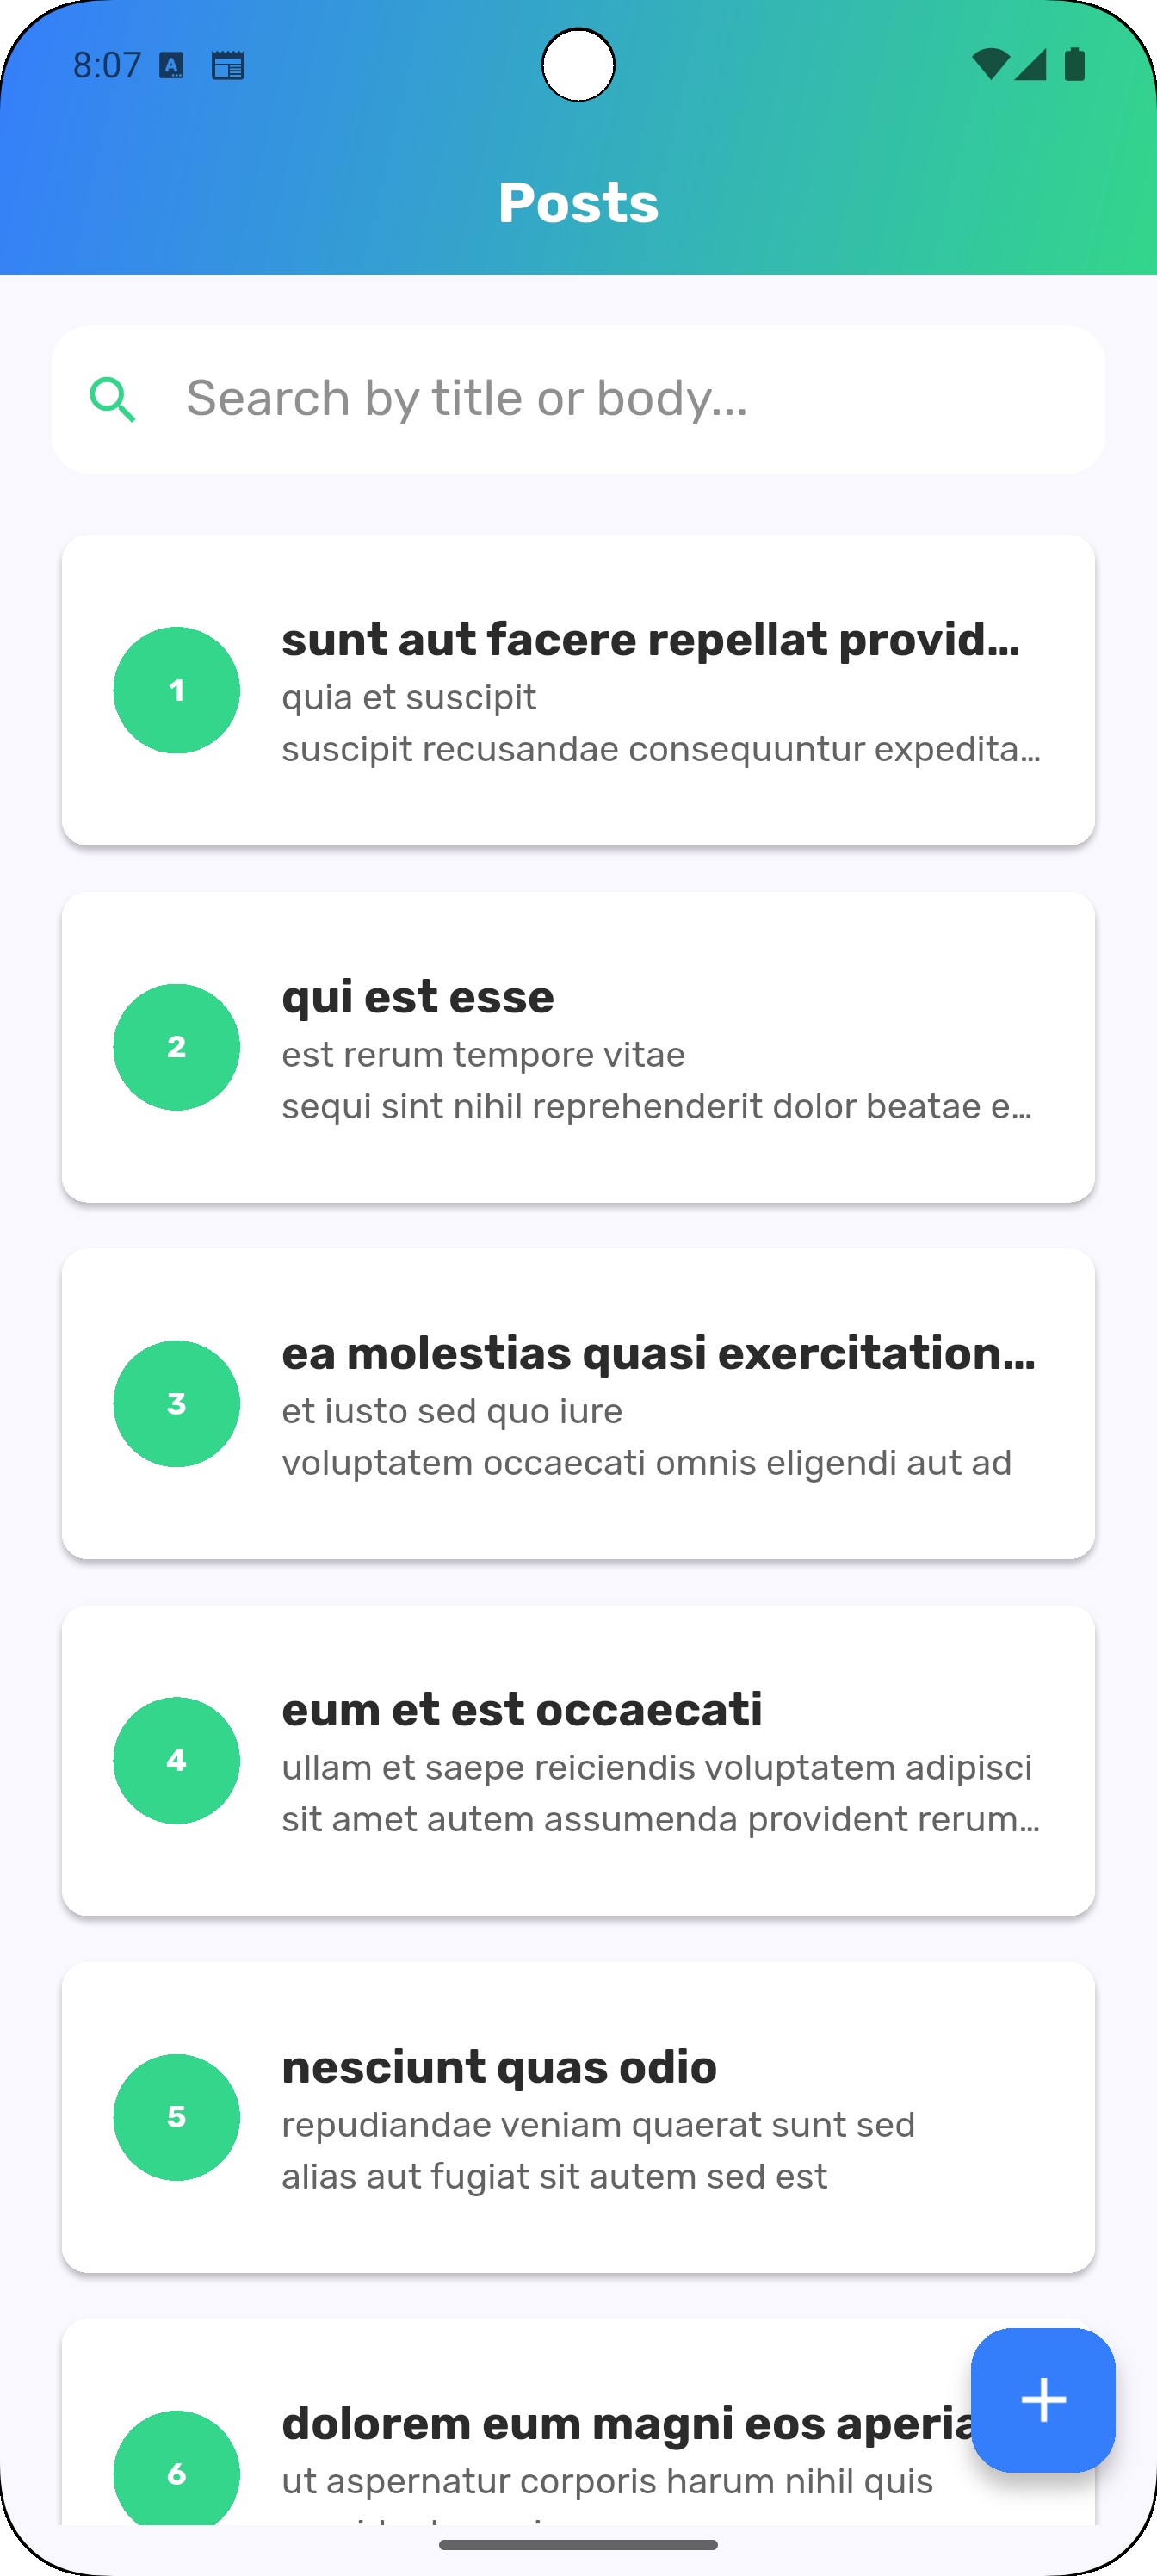 8:07
Posts
Search by title or body...
1
sunt aut facere repellat provid...
quia et suscipit
suscipit recusandae consequuntur expedita...
2
qui est esse
est rerum tempore vitae
sequi sint nihil reprehenderit dolor beatae e...
3
ea molestias quasi exercitation...
et iusto sed quo iure
voluptatem occaecati omnis eligendi aut ad
4
eum et est occaecati
ullam et saepe reiciendis voluptatem adipisci
sit amet autem assumenda provident rerum...
5
nesciunt quas odio
repudiandae veniam quaerat sunt sed
alias aut fugiat sit autem sed est
6
dolorem eum magni eos aperia
ut aspernatur corporis harum nihil quis